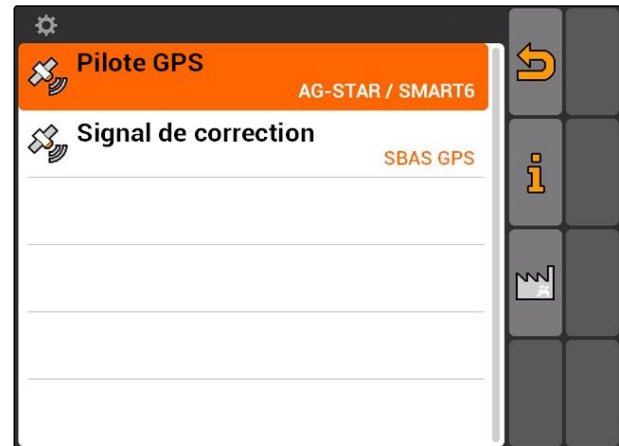 Pilote GPS
AG-STAR / SMART6
Signal de correction
SBAS GPS